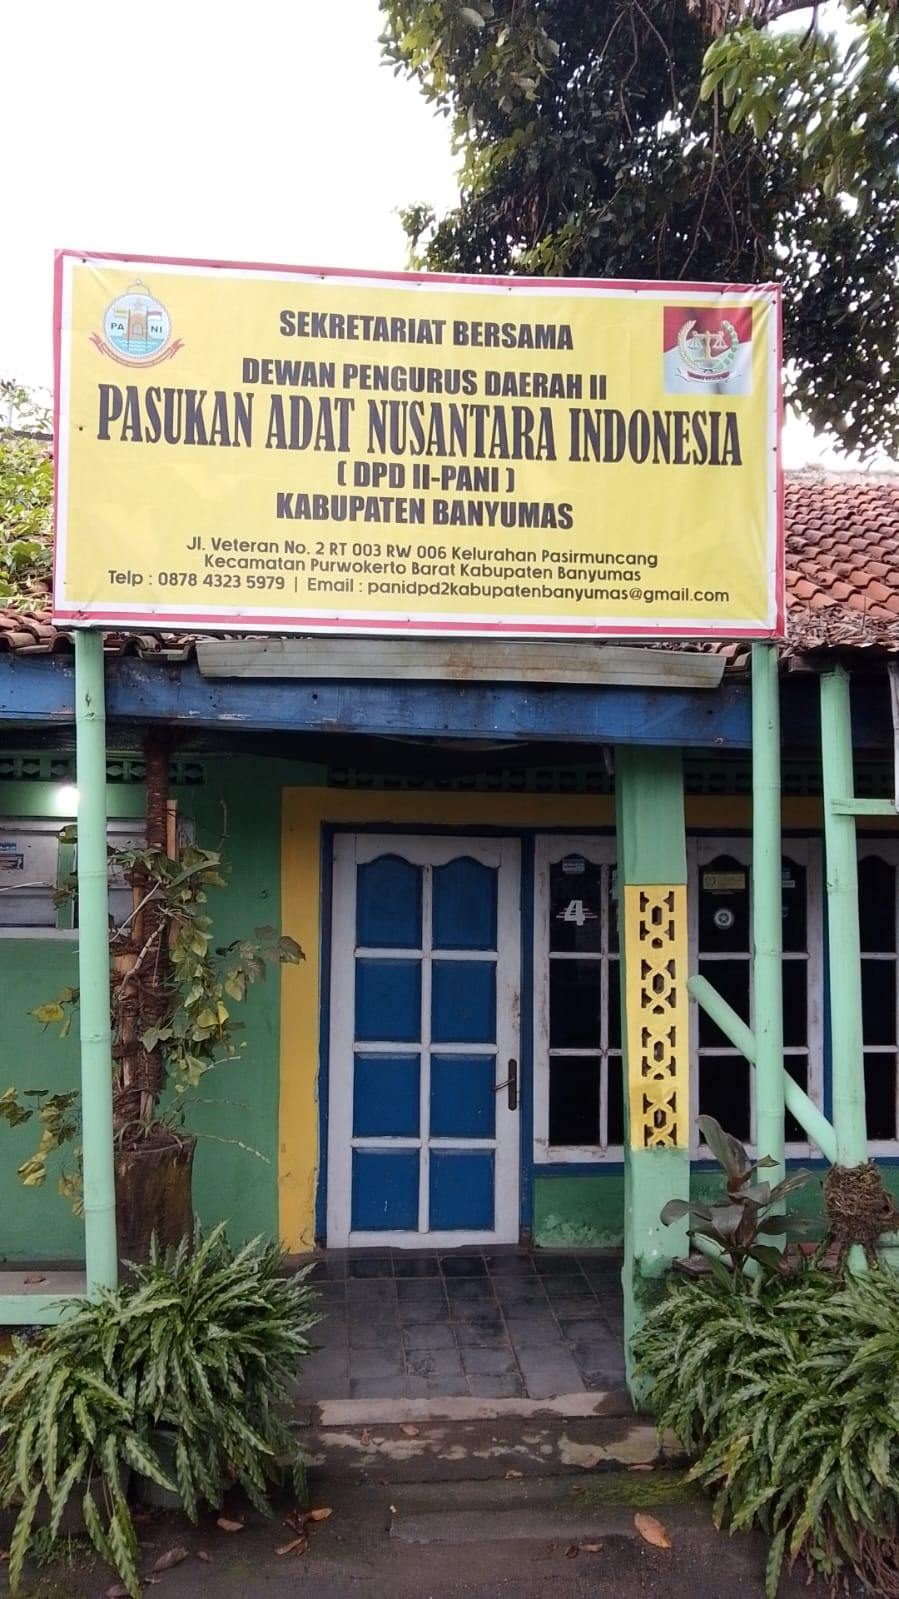 PA NI
SEKRETARIAT BERSAMA
DEWAN PENGURUS DAERAH II
PASUKAN ADAT NUSANTARA INDONESIA
( DPD II-PANI )
KABUPATEN BANYUMAS
Jl. Veteran No. 2 RT 003 RW 006 Kelurahan Pasirmuncang
Kecamatan Purwokerto Barat Kabupaten Banyumas
Telp : 0878 4323 5979 | Email : panidpd2kabupatenbanyumas@gmail.com
4